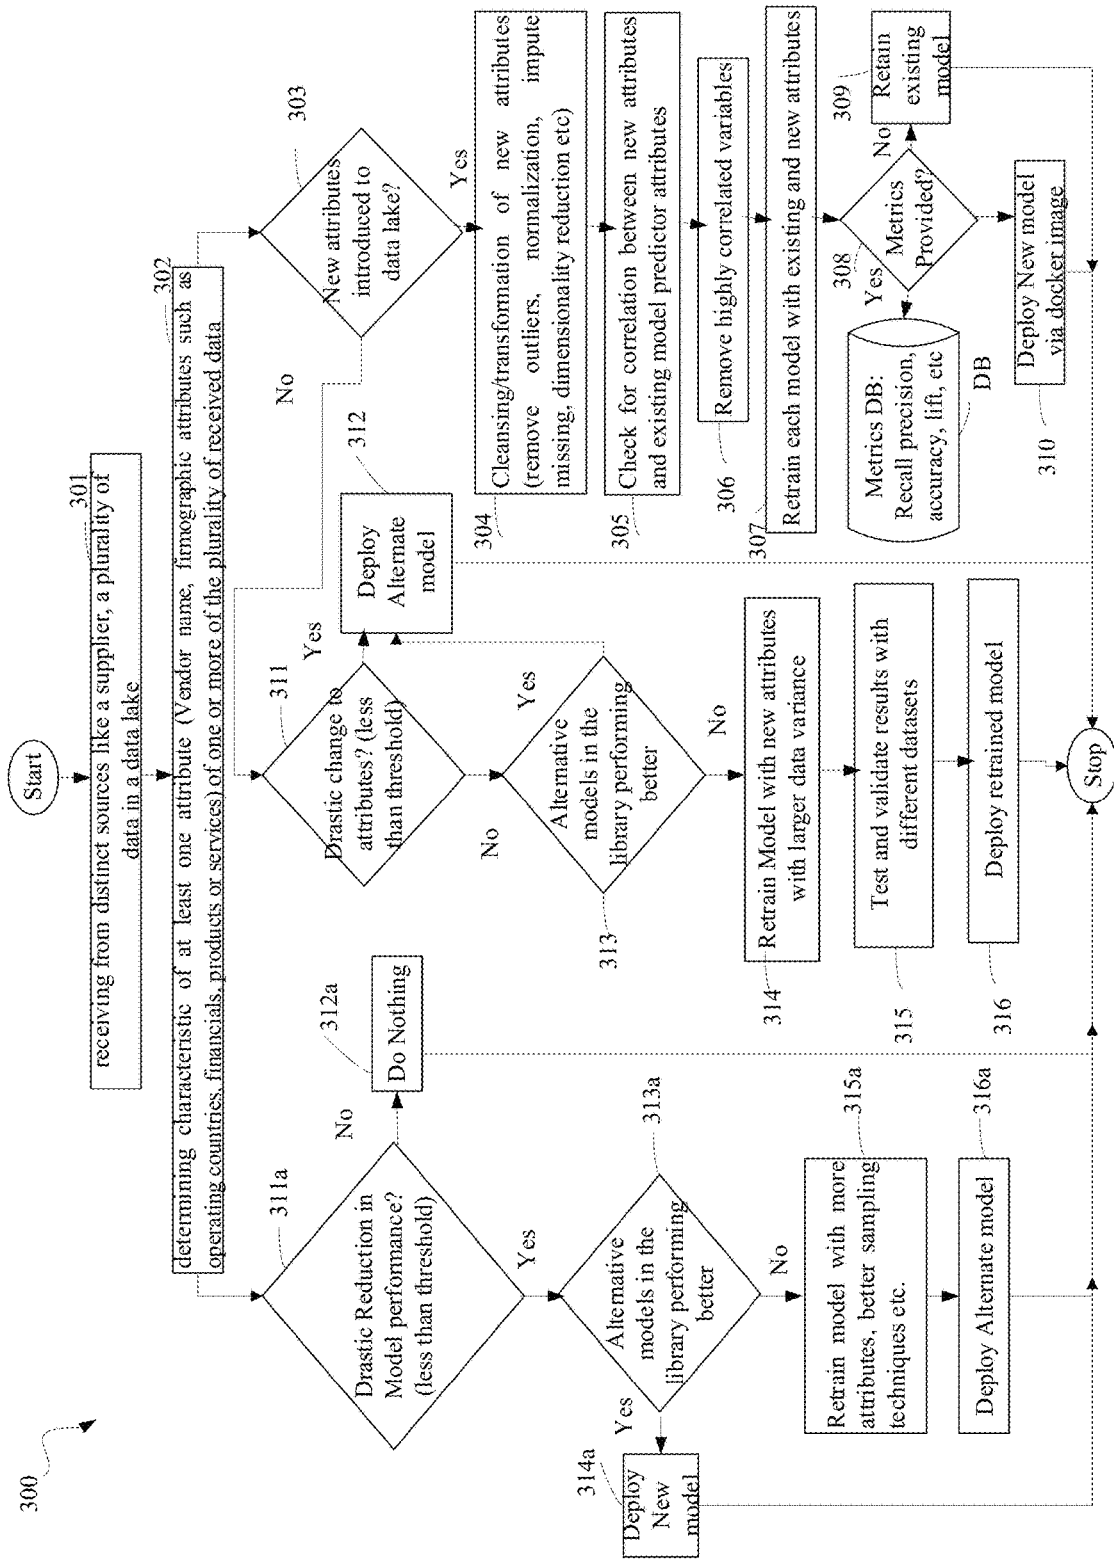 300
Start
301
receiving from distinct sources like a supplier, a plurality of
data in a data lake
302
determining characteristic of at least one attribute (Vendor name, firmographic attributes such as
operating countries, financials, products or services) of one or more of the plurality of received data
311a
Drastic Reduction in
Model performance?
(less than threshold)
No
312a
Do Nothing
Yes
313a
Alternative
models in the
library performing
better
Yes
314a
Deploy
New
model
No
315a
Retrain model with more
attributes, better sampling
techniques etc.
316a
Deploy Alternate model
311
Drastic change to
attributes? (less
than threshold)
Yes
312
Deploy
Alternate
model
No
313
Alternative
models in the
library performing
better
Yes
No
314
Retrain Model with new attributes
with larger data variance
315
Test and validate results with
different datasets
316
Deploy retrained model
Stop
303
New attributes
introduced to
data lake?
No
Yes
304
Cleansing/transformation of new attributes
(remove outliers, normalization, impute
missing, dimensionality reduction etc)
305
Check for correlation between new attributes
and existing model predictor attributes
306
Remove highly correlated variables
307
Retrain each model with existing and new attributes
308
Metrics
Provided?
Yes
No
309
Retain
existing
model
Metrics DB:
Recall precision,
accuracy, lift, etc
DB
310
Deploy New model
via docker image